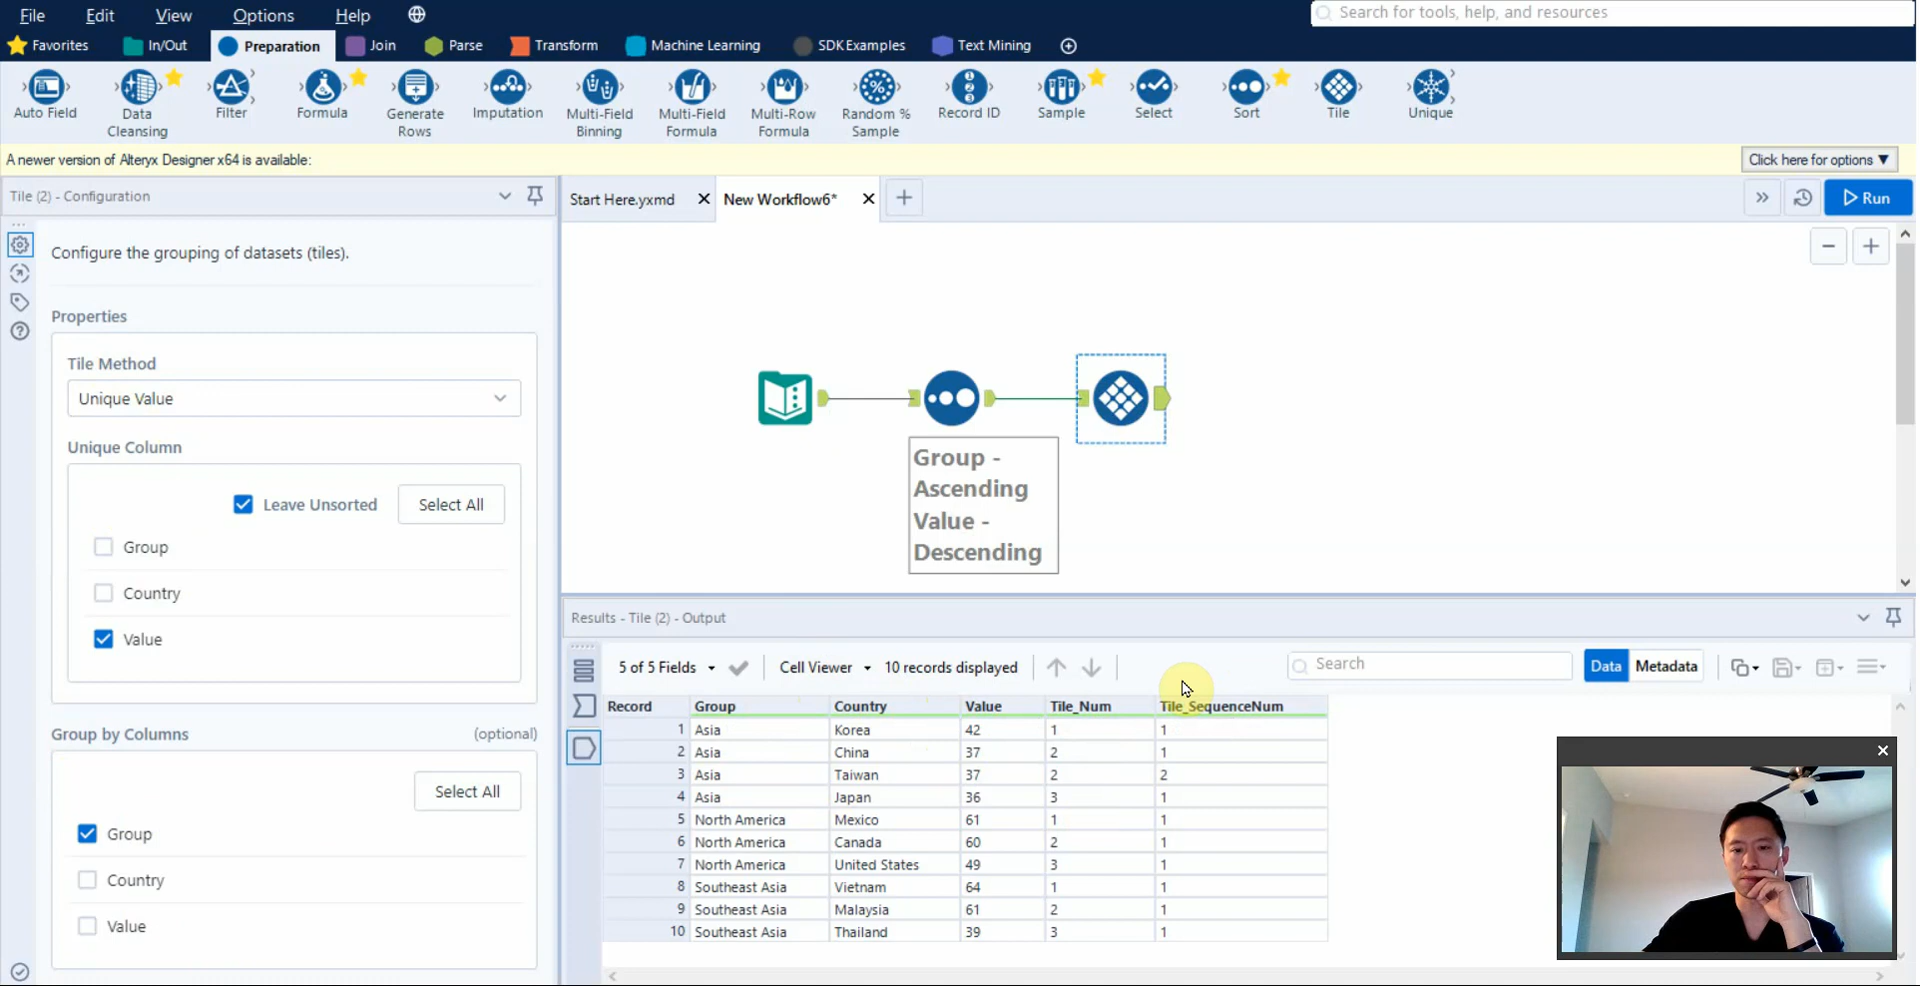 File Edit View Options Help
Search for tools, help, and resources
Favorites In/Out Preparation Join Parse Transform Machine Learning SDK Examples Text Mining
Auto Field
Data
Cleansing
Filter
Formula
Generate
Rows
Imputation
Multi-Field
Binning
Multi-Field
Formula
Multi-Row
Formula
Random %
Sample
Record ID
Sample
Select
Sort
Tile
Unique
A newer version of Alteryx Designer x64 is available:
Click here for options ▼
Tile (2) - Configuration
Configure the grouping of datasets (tiles).
Properties
Tile Method
Unique Value
Unique Column
Leave Unsorted Select All
Group
Country
Value
Group by Columns (optional)
Select All
Group
Country
Value
Start Here.yxmd New Workflow6*
Run
Group -
Ascending
Value -
Descending
Results - Tile (2) - Output
5 of 5 Fields Cell Viewer 10 records displayed Search Data Metadata
Record Group Country Value Tile_Num Tile_SequenceNum
1 Asia Korea 42 1 1
2 Asia China 37 2 1
3 Asia Taiwan 37 2 2
4 Asia Japan 36 3 1
5 North America Mexico 61 1 1
6 North America Canada 60 2 1
7 North America United States 49 3 1
8 Southeast Asia Vietnam 64 1 1
9 Southeast Asia Malaysia 61 2 1
10 Southeast Asia Thailand 39 3 1